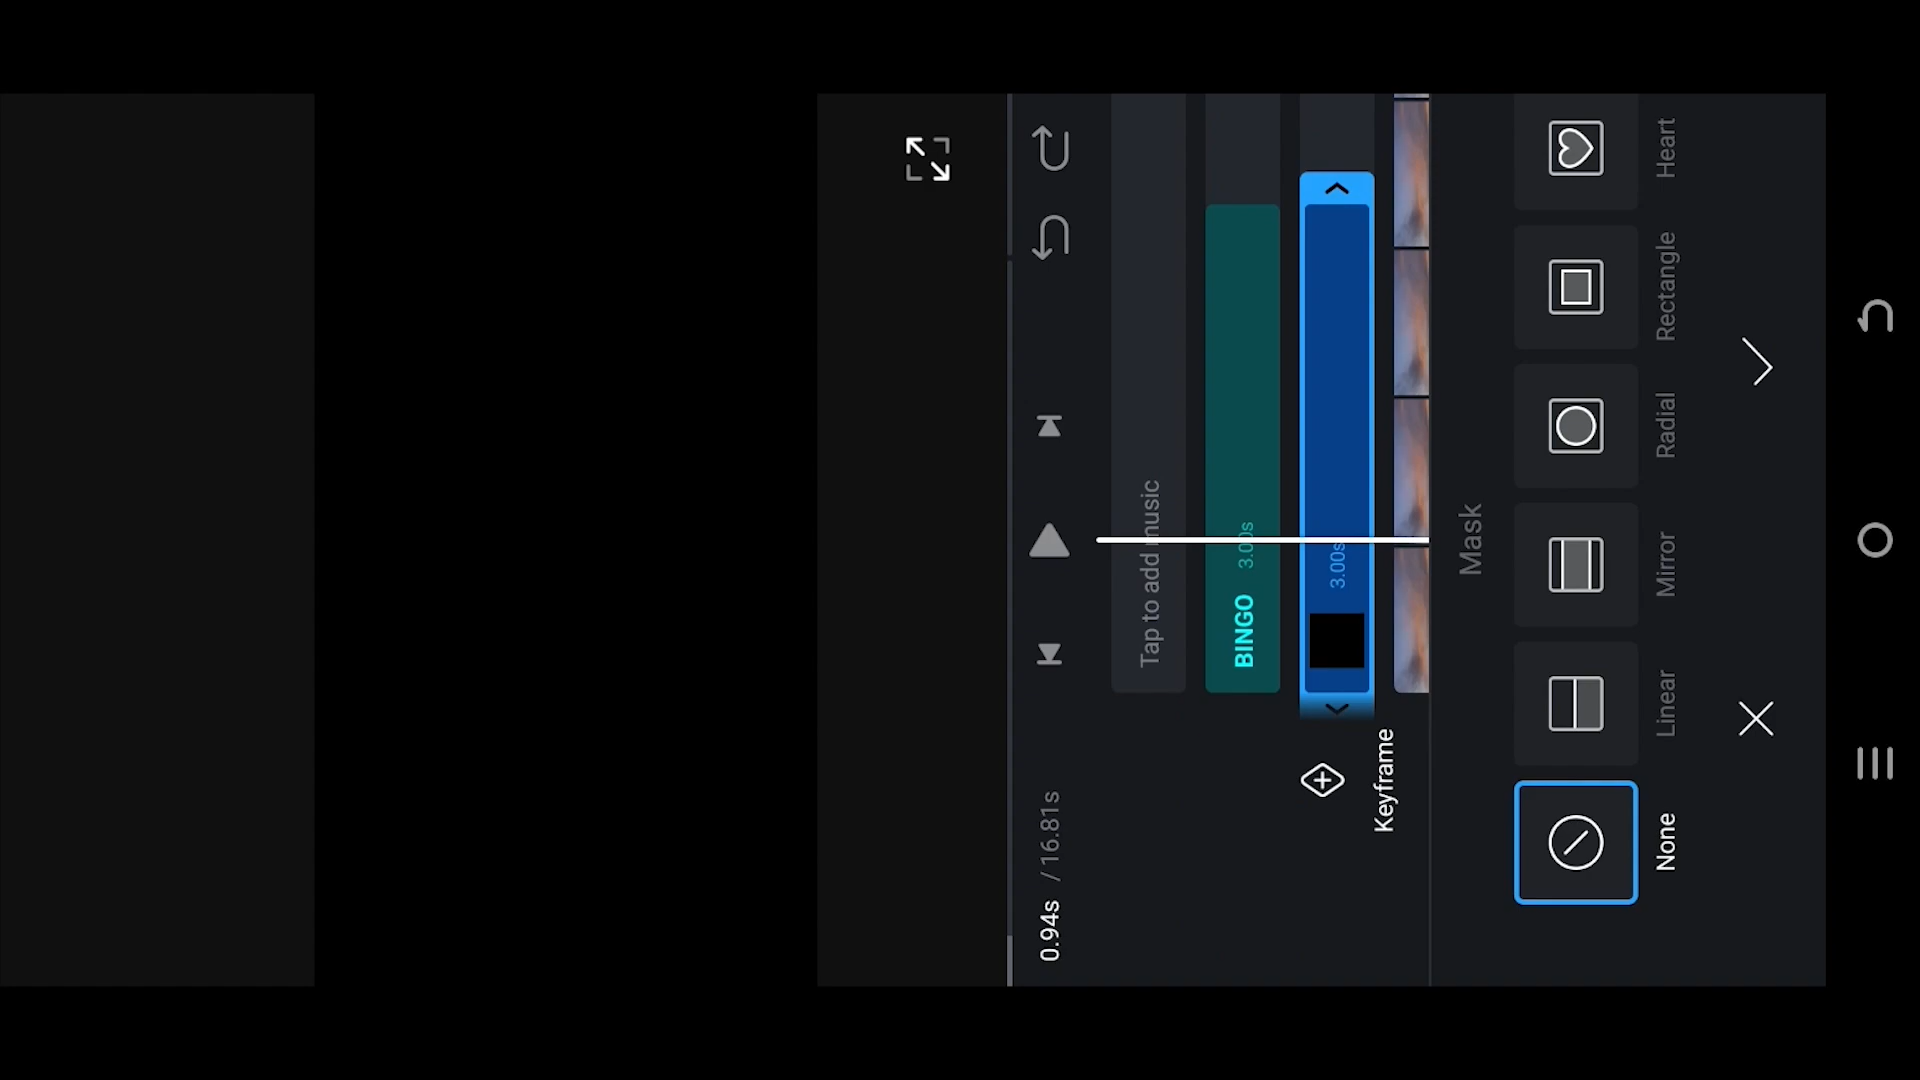 0.94s / 16.81s
Tap to add music
BINGO 3.00s
3.00s
Keyframe
Mask
None
Linear
Mirror
Radial
Rectangle
Heart